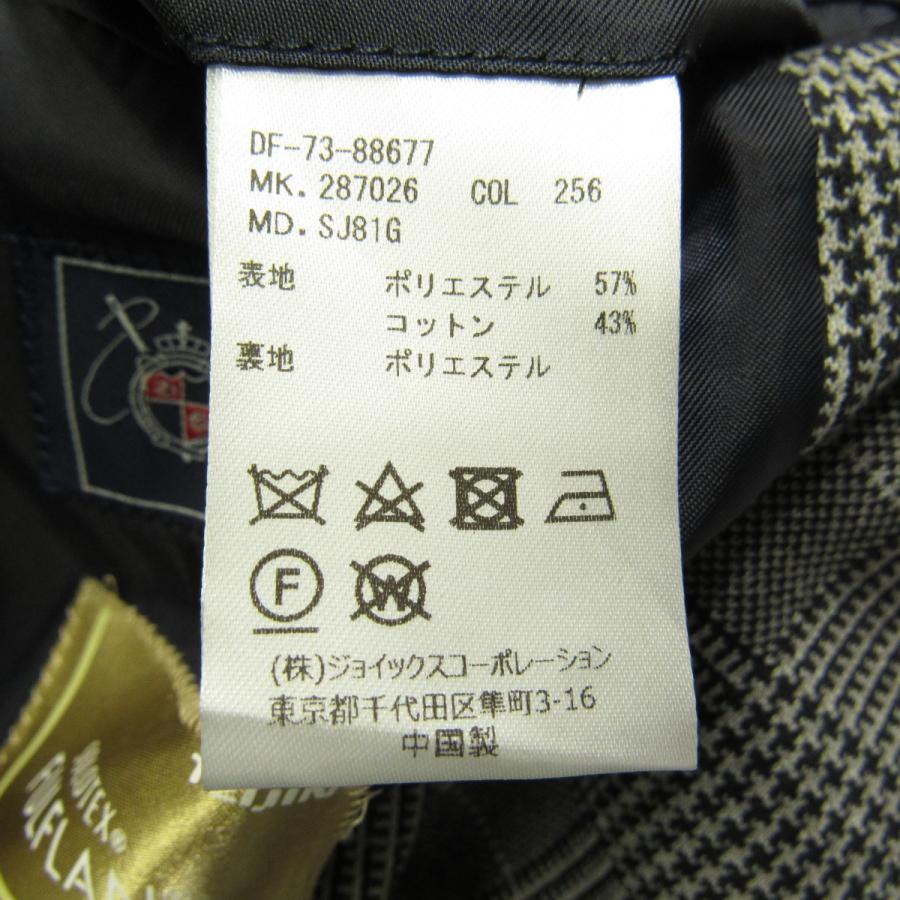 DF-73-88677
MK. 287026 COL 256
MD. SJ81G
表地 ポリエステル 57%
コットン 43%
裏地 ポリエステル
F
W
(株)ジョイックスコーポレーション
東京都千代田区隼町3-16
中国製